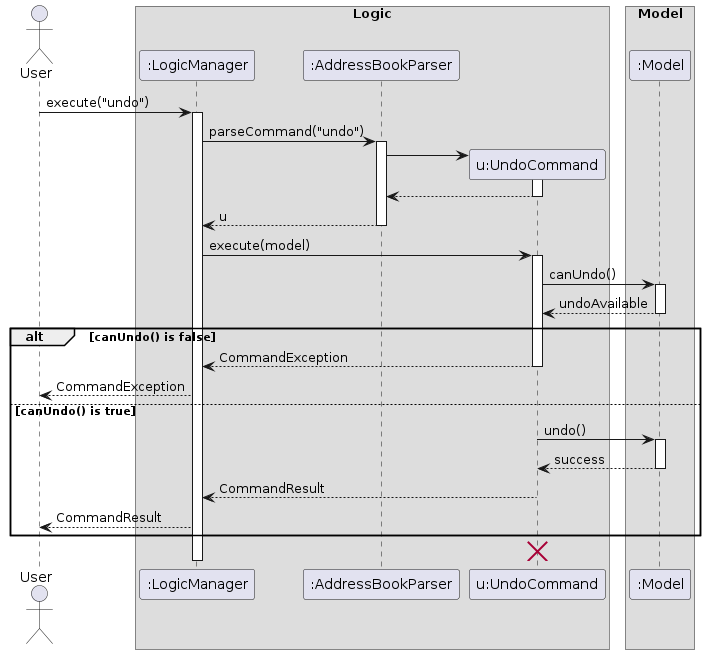 Logic
Model
User
:LogicManager
:AddressBookParser
:Model
execute("undo")
parseCommand("undo")
u:UndoCommand
u
execute(model)
canUndo()
undoAvailable
alt
[canUndo() is false]
CommandException
CommandException
[canUndo() is true]
undo()
success
CommandResult
CommandResult
User
:LogicManager
:AddressBookParser
u:UndoCommand
:Model